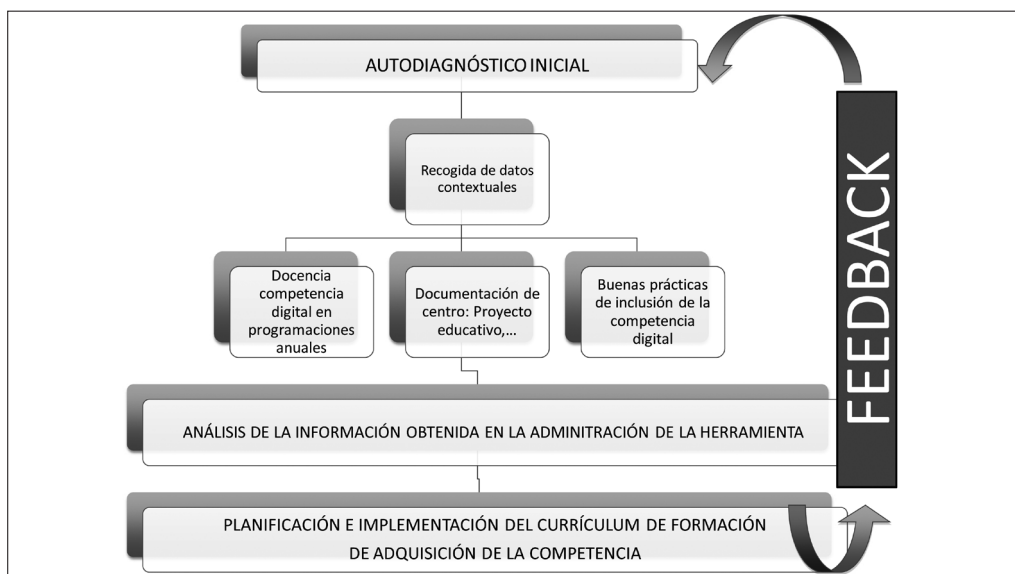 AUTODIAGNÓSTICO INICIAL
Recogida de datos
contextuales
Docencia
competencia
digital en
programaciones
anuales
Documentación de
centro: Proyecto
educativo,...
Buenas prácticas
de inclusión de la
competencia
digital
ANÁLISIS DE LA INFORMACIÓN OBTENIDA EN LA ADMINITRACIÓN DE LA HERRAMIENTA
PLANIFICACIÓN E IMPLEMENTACIÓN DEL CURRÍCULUM DE FORMACIÓN
DE ADQUISICIÓN DE LA COMPETENCIA
FEEDBACK